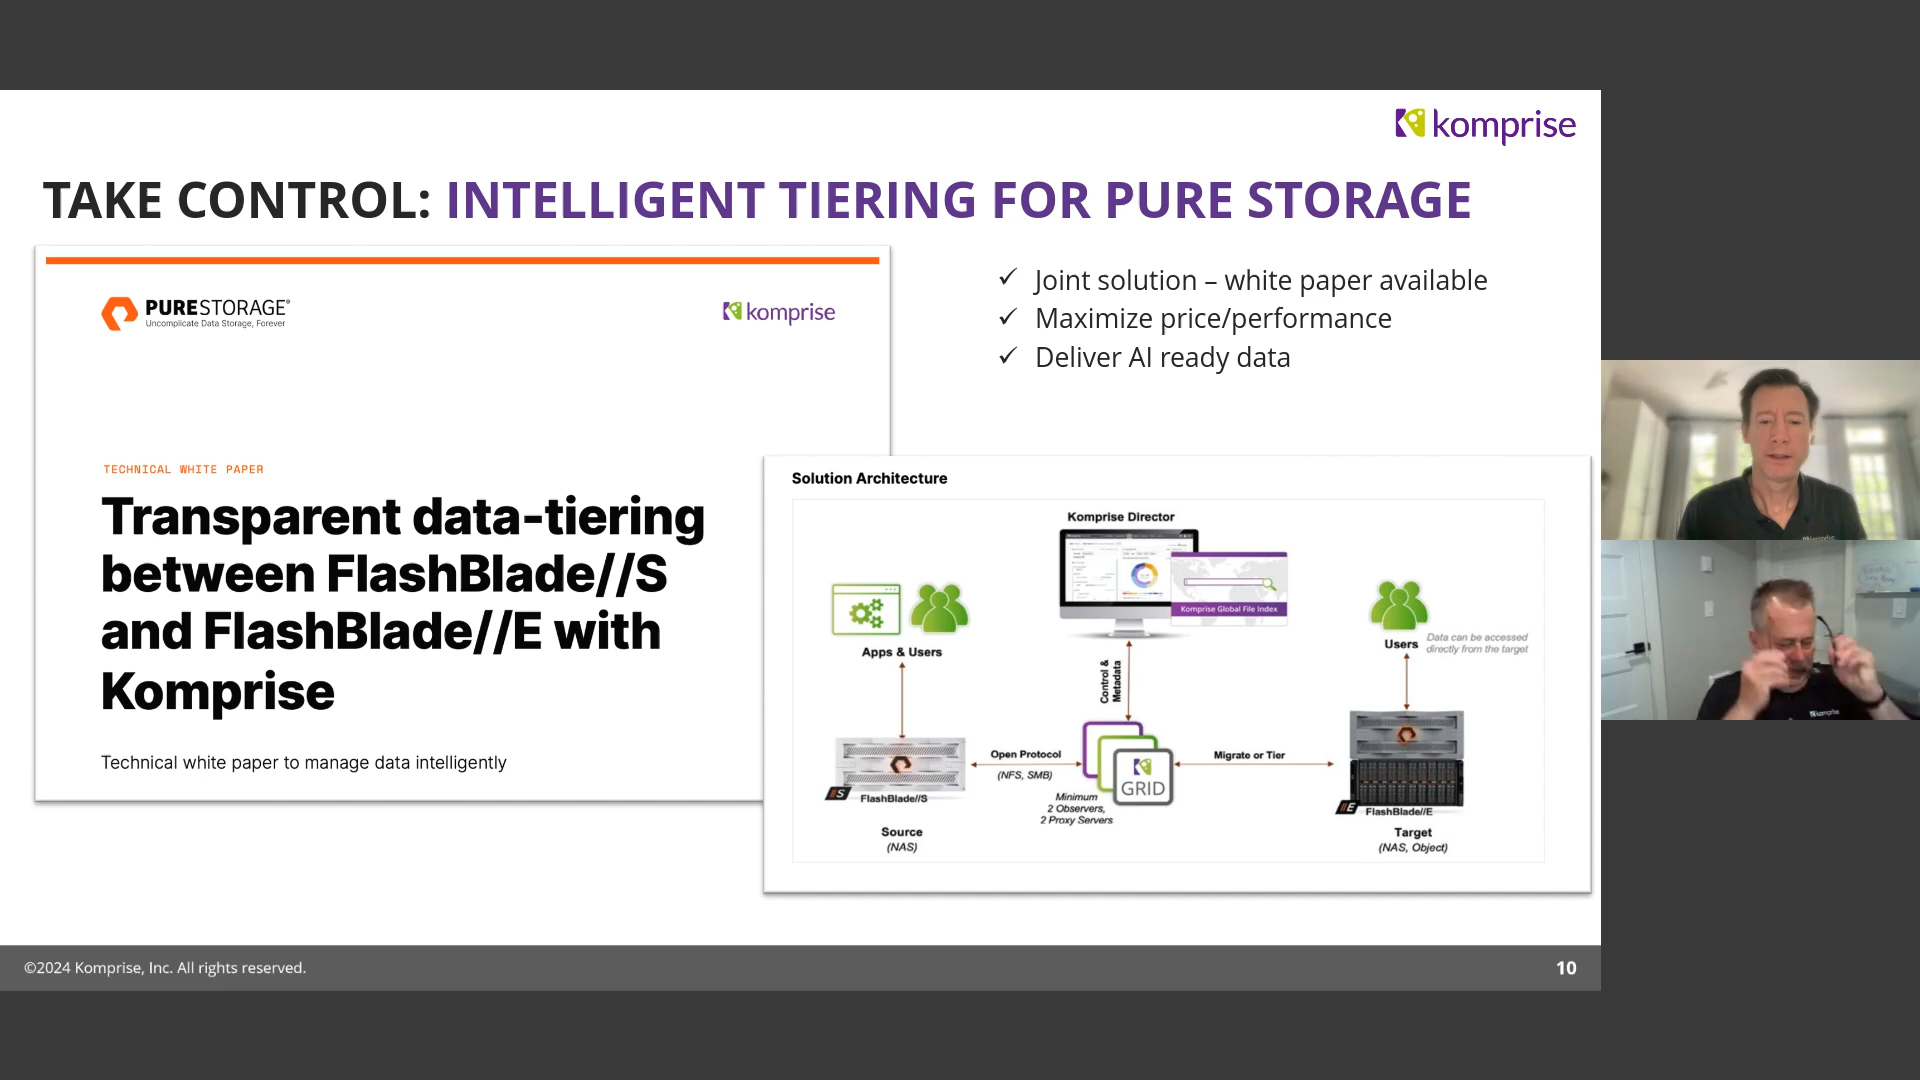 komprise
TAKE CONTROL: INTELLIGENT TIERING FOR PURE STORAGE
PURESTORAGE®
Uncomplicate Data Storage, Forever
komprise
TECHNICAL WHITE PAPER
Transparent data-tiering
between FlashBlade//S
and FlashBlade//E with
Komprise
Technical white paper to manage data intelligently
✓ Joint solution – white paper available
✓ Maximize price/performance
✓ Deliver AI ready data
Solution Architecture
Komprise Director
Komprise Global File Index
Apps & Users
Control &
Metadata
Users
Data can be accessed
directly from the target
Open Protocol
(NFS, SMB)
GRID
Minimum
2 Observers,
2 Proxy Servers
Migrate or Tier
//S
FlashBlade//S
Source
(NAS)
//E
FlashBlade//E
Target
(NAS, Object)
©2024 Komprise, Inc. All rights reserved.
10
komprise